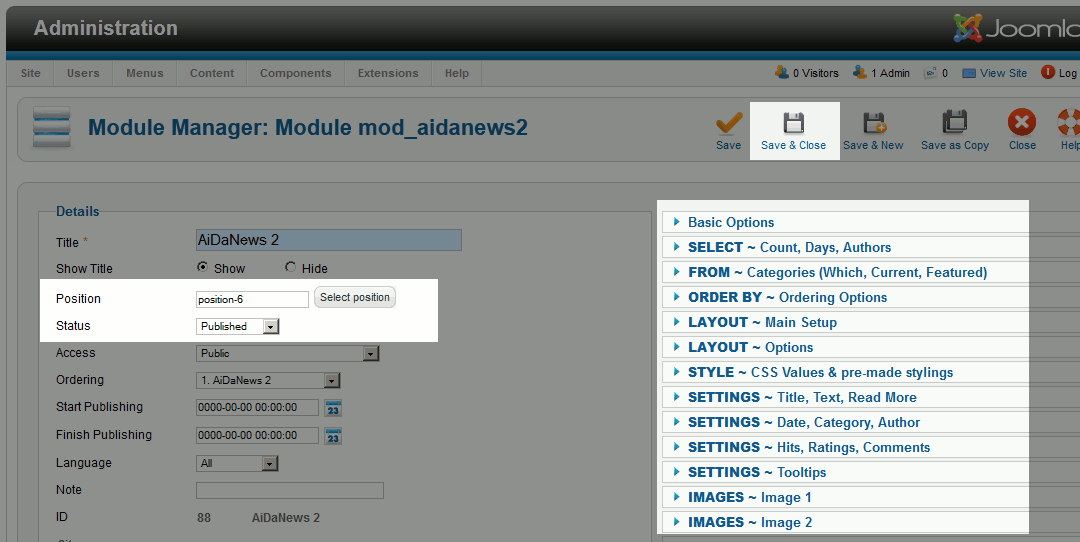 Administration
Site Users Menus Content Components Extensions Help 0 Visitors 1 Admin 0 View Site Log
Module Manager: Module mod_aidanews2
Save Save & Close Save & New Save as Copy Close Help
Details
Title * AiDaNews 2
Show Title Show Hide
Position position-6 Select position
Status Published
Access Public
Ordering 1. AiDaNews 2
Start Publishing 0000-00-00 00:00:00 23
Finish Publishing 0000-00-00 00:00:00 23
Language All
Note
ID 88 AiDaNews 2
Basic Options
SELECT ~ Count, Days, Authors
FROM ~ Categories (Which, Current, Featured)
ORDER BY ~ Ordering Options
LAYOUT ~ Main Setup
LAYOUT ~ Options
STYLE ~ CSS Values & pre-made stylings
SETTINGS ~ Title, Text, Read More
SETTINGS ~ Date, Category, Author
SETTINGS ~ Hits, Ratings, Comments
SETTINGS ~ Tooltips
IMAGES ~ Image 1
IMAGES ~ Image 2